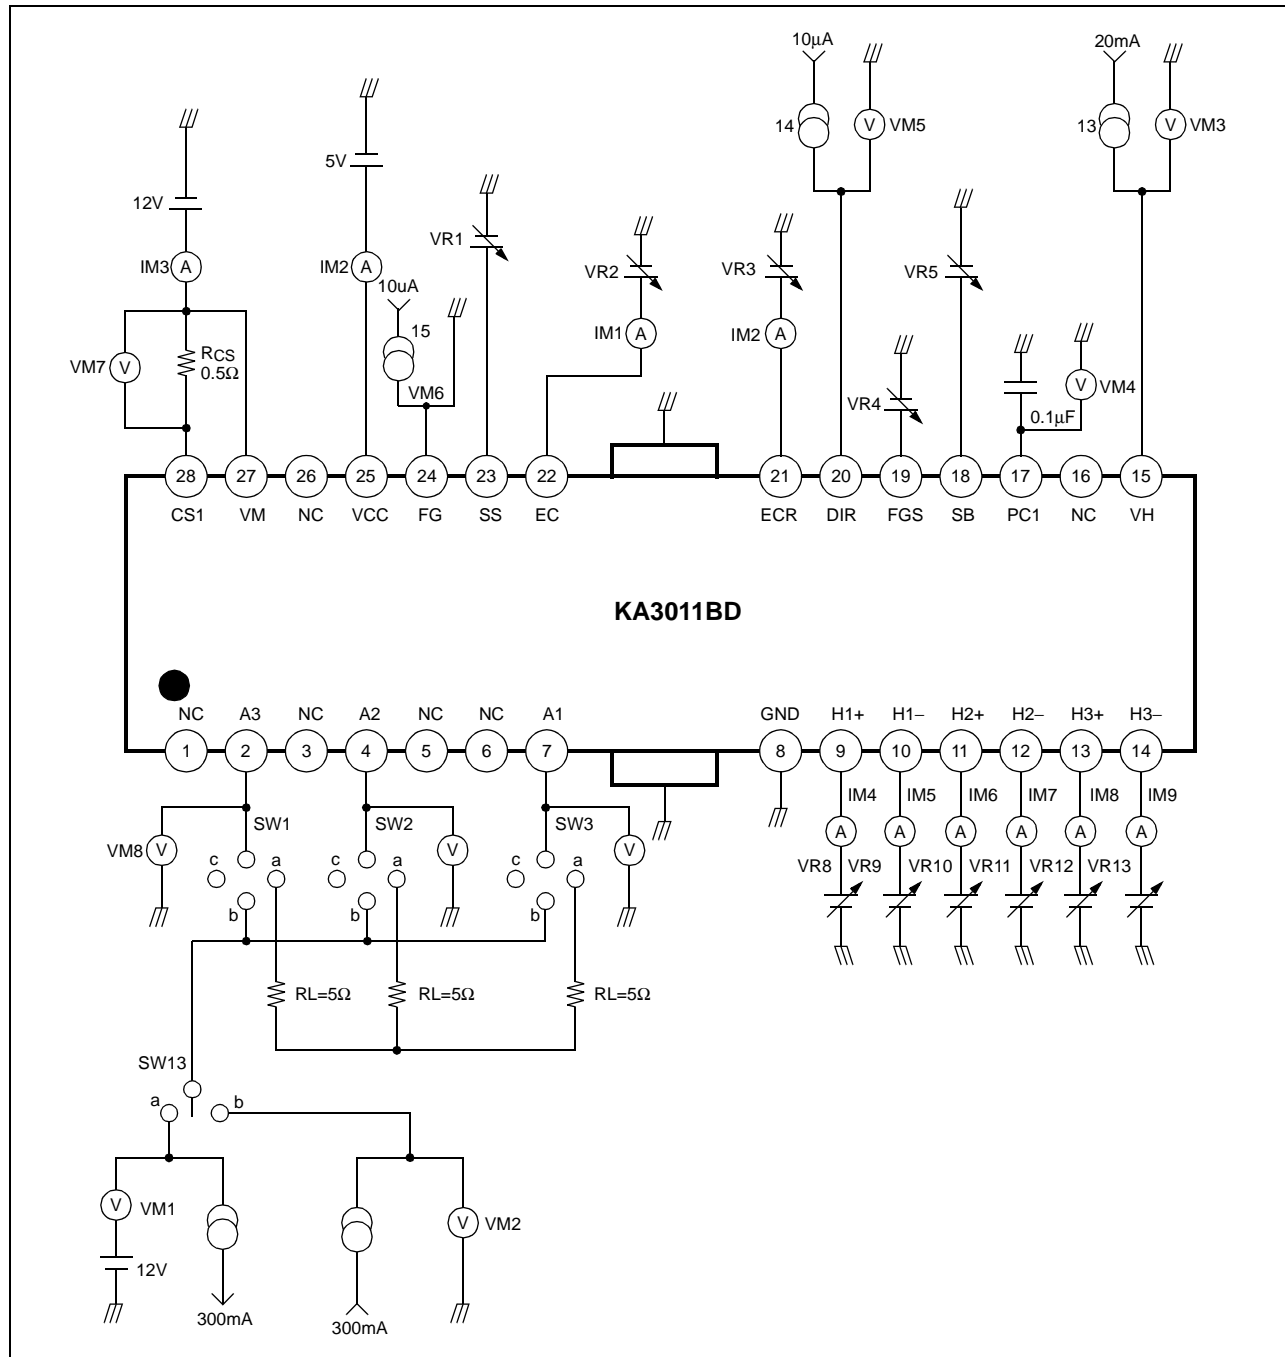 10μA
20mA
14
V
VM5
13
V
VM3
5V
12V
VR1
IM3
A
IM2
A
VR2
VR3
VR5
10uA
15
IM1
A
IM2
A
VM7
V
RCS
0.5Ω
VM6
VR4
0.1μF
V
VM4
28
27
26
25
24
23
22
21
20
19
18
17
16
15
CS1
VM
NC
VCC
FG
SS
EC
ECR
DIR
FGS
SB
PC1
NC
VH
KA3011BD
NC
A3
NC
A2
NC
NC
A1
GND
H1+
H1−
H2+
H2−
H3+
H3−
1
2
3
4
5
6
7
8
9
10
11
12
13
14
IM4
IM5
IM6
IM7
IM8
IM9
SW1
SW2
SW3
A
A
A
A
A
A
VM8
V
c
a
b
c
a
b
V
c
a
b
V
VR8
VR9
VR10
VR11
VR12
VR13
RL=5Ω
RL=5Ω
RL=5Ω
SW13
a
b
V
VM1
V
VM2
12V
300mA
300mA